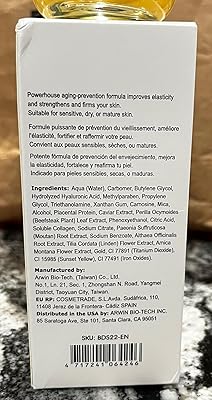 Powerhouse aging-prevention formula improves elasticity
and strengthens and firms your skin.
Suitable for sensitive, dry, or mature skin.
Formule puissante de prévention du vieillissement, améliore
l'élasticité, fortifier et raffermir votre peau.
Convient aux peaux sensibles, sèches, ou matures.
Potente fórmula de prevención del envejecimiento, mejora
la elasticidad, fortalece y reafirma tu piel.
Indicado para pieles sensibles, secas, o maduras.
Ingredients: Aqua (Water), Carbomer, Butylene Glycol,
Hydrolyzed Hyaluronic Acid, Methylparaben, Propylene
Glycol, Triethanolamine, Xanthan Gum, Carnosine, Mica,
Alcohol, Placental Protein, Caviar Extract, Perilla Ocymoides
(Beefsteak Plant) Leaf Extract, Phenoxyethanol, Citric Acid,
Soluble Collagen, Sodium Citrate, Paeonia Suffruticosa
(Moutan) Root Extract, Sodium Benzoate, Althaea Officinalis
Root Extract, Tilia Cordata (Linden) Flower Extract, Arnica
Montana Flower Extract, Gold, CI 77891 (Titanium Dioxide),
CI 15985 (Sunset Yellow), CI 77491 (Iron Oxides).
Manufactured by:
Arwin Bio-Tech. (Taiwan) Co., Ltd.
No.1, Ln. 21, Sec. 1, Zhongshan N. Rd., Yangmei
District, Taoyuan City, Taiwan
EU RP: COSMETRADE, S.L.Avda. Sudáfrica, 110,
11408 Jerez de la Frontera- Cádiz SPAIN
Distributed in the USA by: ARWIN BIO-TECH INC.
85 Saratoga Ave, Ste 100, Santa Clara, CA 95051
SKU: BDS22-EN
4 717241 064246